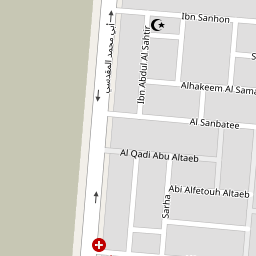 Ibn Sanhon
أبي محمد المقدسي
Ibn Abdul Al Sahtir
Alhakeem Al Sama
Al Sanbatee
Al Qadi Abu Altaeb
Abi Alfetouh Altaeb
Sarha